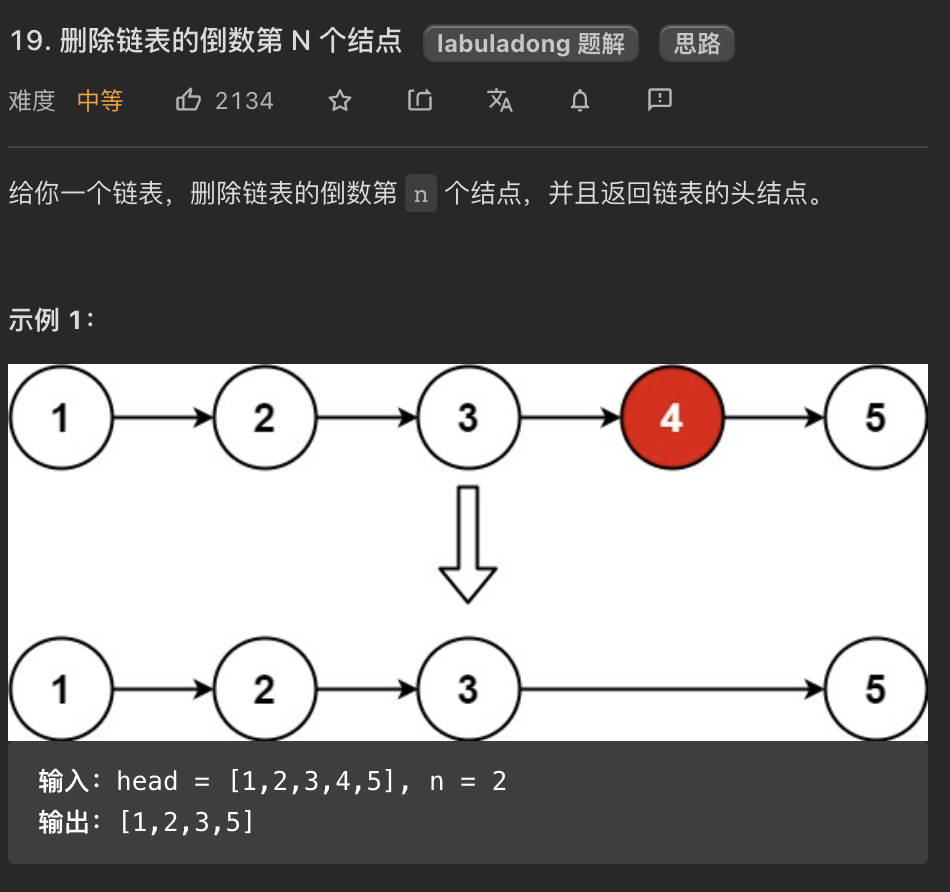 19. 删除链表的倒数第 N 个结点 labuladong 题解 思路
难度 中等 2134
给你一个链表，删除链表的倒数第 n 个结点，并且返回链表的头结点。
示例 1：
1 2 3 4 5
1 2 3 5
输入：head = [1,2,3,4,5], n = 2
输出：[1,2,3,5]